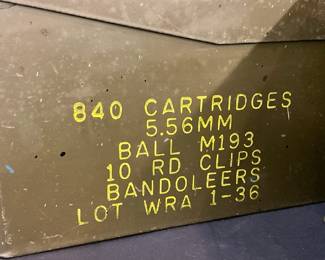 840 CARTRIDGES
5.56MM
BALL M193
10 RD CLIPS
BANDOLEERS
LOT WRA 1-36